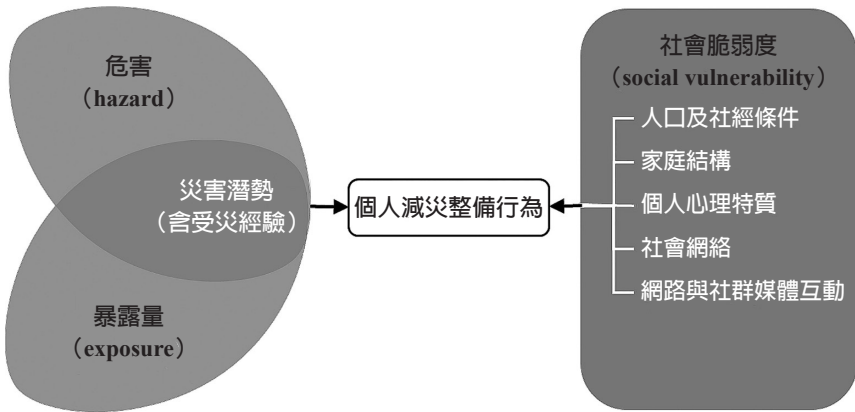 危害
（hazard）
災害潛勢
（含受災經驗）
暴露量
（exposure）
個人減災整備行為
社會脆弱度
（social vulnerability）
人口及社經條件
家庭結構
個人心理特質
社會網絡
網路與社群媒體互動